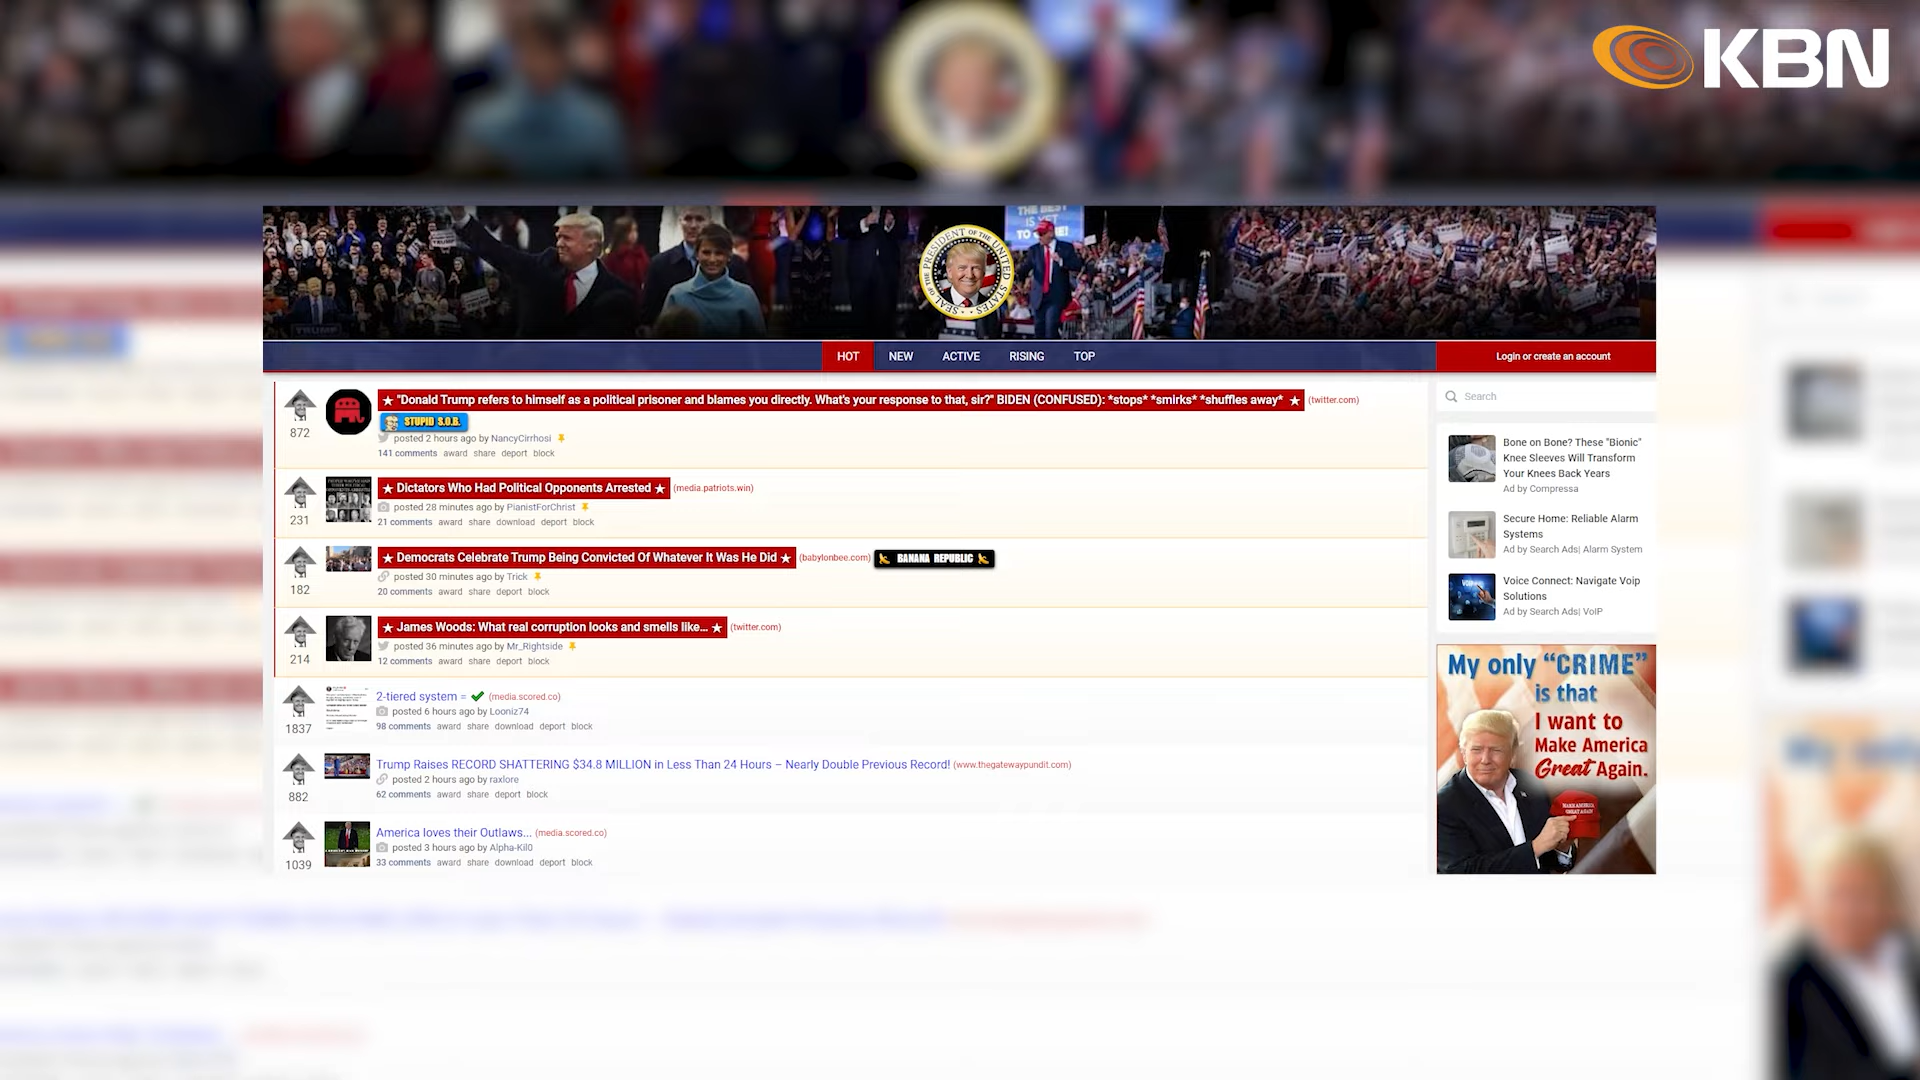 KBN
THE BEST
IS YET
TO COME!
SEAL OF THE PRESIDENT OF THE UNITED STATES
HOT NEW ACTIVE RISING TOP Login or create an account
★ "Donald Trump refers to himself as a political prisoner and blames you directly. What's your response to that, sir?" BIDEN (CONFUSED): *stops* *smirks* *shuffles away* ★ (twitter.com)
STUPID S.O.B.
872
posted 2 hours ago by NancyCirrhosi
141 comments award share deport block
★ Dictators Who Had Political Opponents Arrested ★ (media.patriots.win)
posted 28 minutes ago by PianistForChrist
231
21 comments award share download deport block
★ Democrats Celebrate Trump Being Convicted Of Whatever It Was He Did ★ (babylonbee.com) BANANA REPUBLIC
posted 30 minutes ago by Trick
182
20 comments award share deport block
★ James Woods: What real corruption looks and smells like... ★ (twitter.com)
posted 36 minutes ago by Mr_Rightside
214
12 comments award share deport block
2-tiered system = ✔ (media.scored.co)
posted 6 hours ago by Looniz74
1837
98 comments award share download deport block
Trump Raises RECORD SHATTERING $34.8 MILLION in Less Than 24 Hours – Nearly Double Previous Record! (www.thegatewaypundit.com)
posted 2 hours ago by raxlore
882
62 comments award share deport block
America loves their Outlaws... (media.scored.co)
posted 3 hours ago by Alpha-Kil0
1039
33 comments award share download deport block
Search
Bone on Bone? These "Bionic"
Knee Sleeves Will Transform
Your Knees Back Years
Ad by Compressa
Secure Home: Reliable Alarm
Systems
Ad by Search Ads| Alarm System
Voice Connect: Navigate Voip
Solutions
Ad by Search Ads| VoIP
My only "CRIME"
is that
I want to
Make America
Great Again.
MAKE AMERICA
GREAT AGAIN